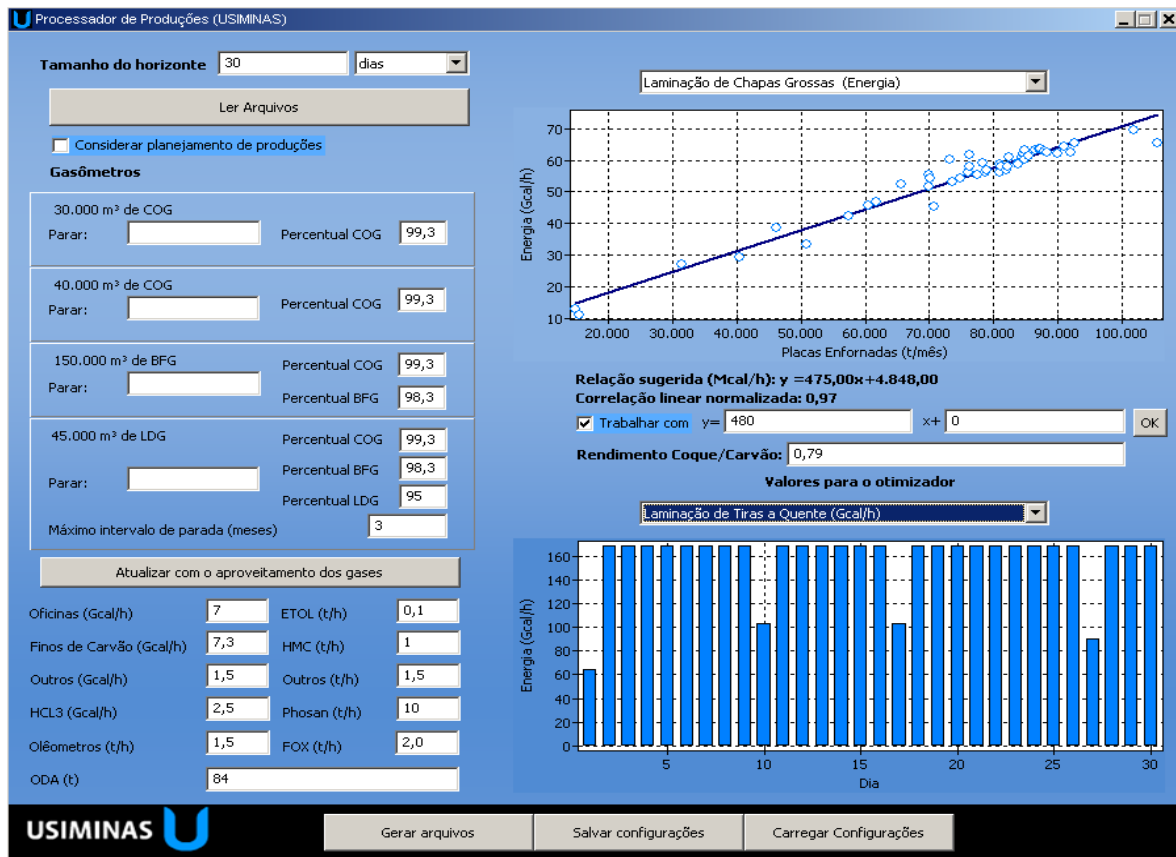 Processador de Produções (USIMINAS)
Tamanho do horizonte 30 dias
Ler Arquivos
Considerar planejamento de produções
Gasômetros
30.000 m³ de COG
Parar: Percentual COG 99,3
40.000 m³ de COG
Parar: Percentual COG 99,3
150.000 m³ de BFG Percentual COG 99,3
Parar: Percentual BFG 98,3
45.000 m³ de LDG Percentual COG 99,3
Parar: Percentual BFG 98,3
Percentual LDG 95
Máximo intervalo de parada (meses) 3
Atualizar com o aproveitamento dos gases
Oficinas (Gcal/h) 7 ETOL (t/h) 0,1
Finos de Carvão (Gcal/h) 7,3 HMC (t/h) 1
Outros (Gcal/h) 1,5 Outros (t/h) 1,5
HCL3 (Gcal/h) 2,5 Phosan (t/h) 10
Olêometros (t/h) 1,5 FOX (t/h) 2,0
ODA (t) 84
Laminação de Chapas Grossas (Energia)
Energia (Gcal/h)
70
60
50
40
30
20
10
20.000 30.000 40.000 50.000 60.000 70.000 80.000 90.000 100.000
Placas Enfornadas (t/mês)
Relação sugerida (Mcal/h): y =475,00x+4.848,00
Correlação linear normalizada: 0,97
Trabalhar com y= 480 x+ 0 OK
Rendimento Coque/Carvão: 0,79
Valores para o otimizador
Laminação de Tiras a Quente (Gcal/h)
Energia (Gcal/h)
160
140
120
100
80
60
40
20
0
5 10 15 20 25 30
Dia
USIMINAS
Gerar arquivos Salvar configurações Carregar Configurações